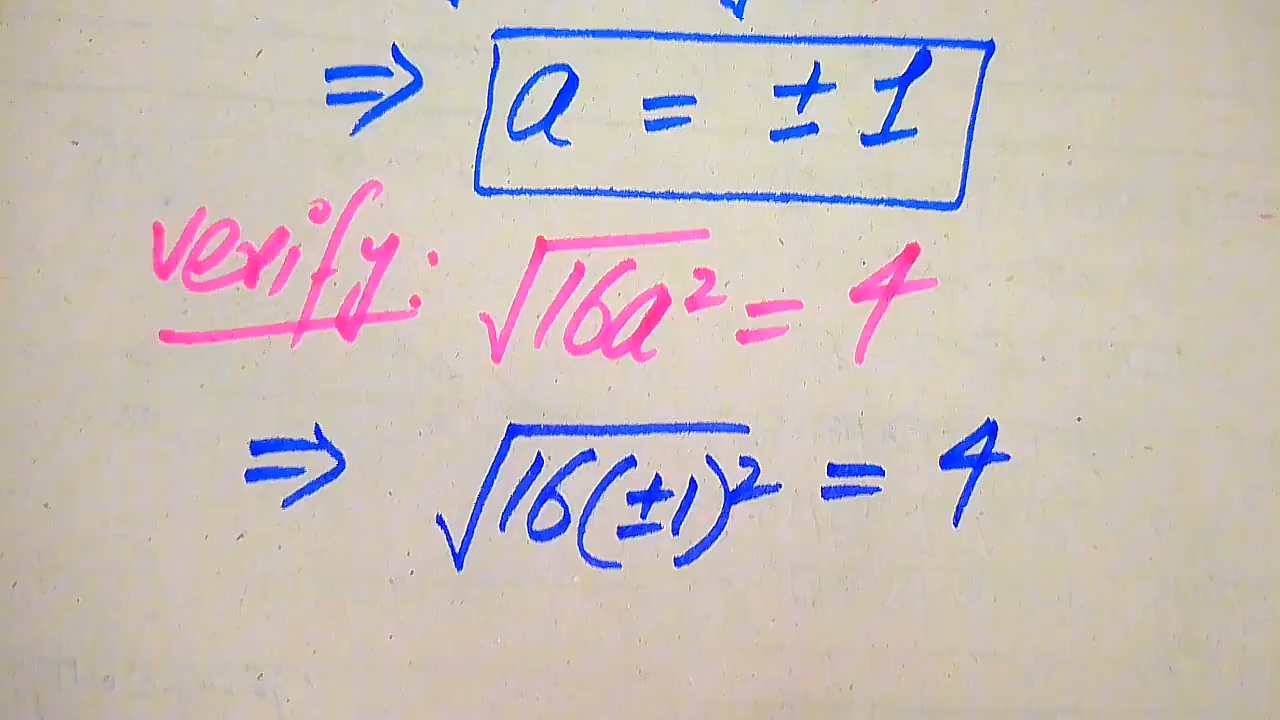 ⇒ a = ± 1
verify: √16a² = 4
⇒ √16(±1)² = 4